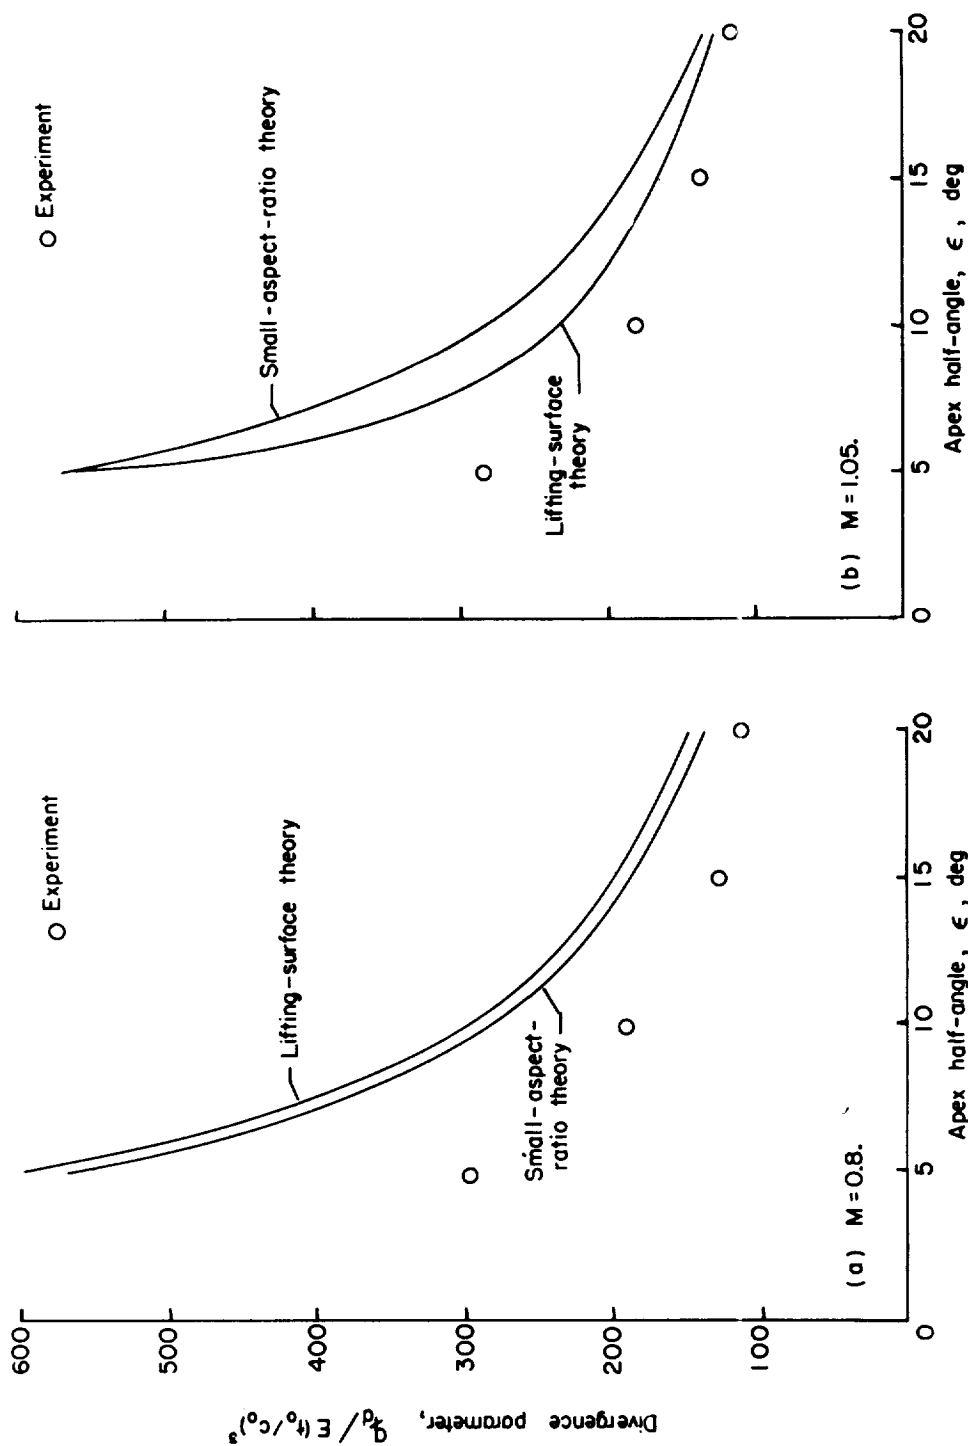 Divergence parameter, q_d / E (t_o/c_o)^3
600
500
400
300
200
100
0
5
10
15
20
Apex half-angle, ϵ, deg
(a) M = 0.8.
○ Experiment
Lifting-surface theory
Small-aspect-
ratio theory
0
5
10
15
20
Apex half-angle, ϵ, deg
(b) M = 1.05.
○ Experiment
Small-aspect-ratio theory
Lifting-surface
theory